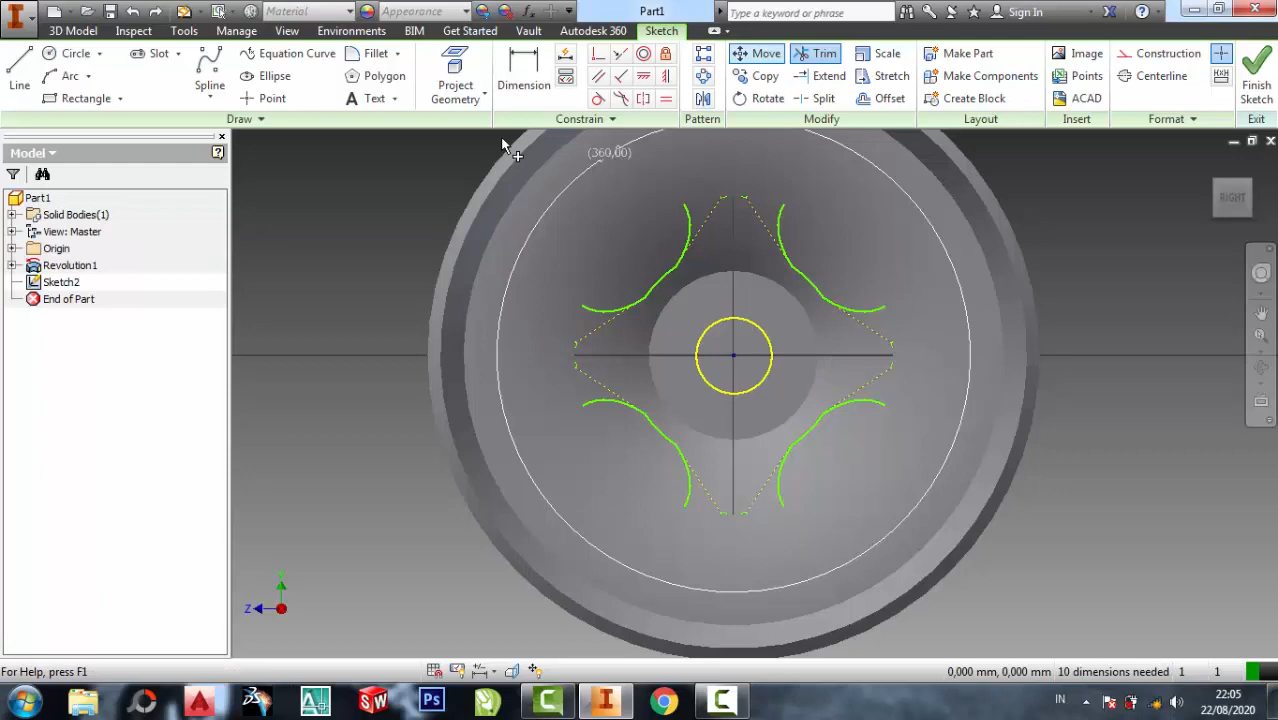 Material Appearance fx Part1 Type a keyword or phrase Sign In
3D Model Inspect Tools Manage View Environments BIM Get Started Vault Autodesk 360 Sketch
Line Circle Arc Rectangle Slot Spline Equation Curve Ellipse Point Fillet Polygon Text
Project Geometry
Dimension
Move Copy Rotate Trim Extend Split Scale Stretch Offset
Make Part Make Components Create Block
Image Points ACAD
Construction Centerline
Finish Sketch
Draw Constrain Pattern Modify Layout Insert Format Exit
Model
Part1
Solid Bodies(1)
View: Master
Origin
Revolution1
Sketch2
End of Part
(360,00)
RIGHT
Z
For Help, press F1
0,000 mm, 0,000 mm 10 dimensions needed 1 1
Ps
IN
22:05
22/08/2020